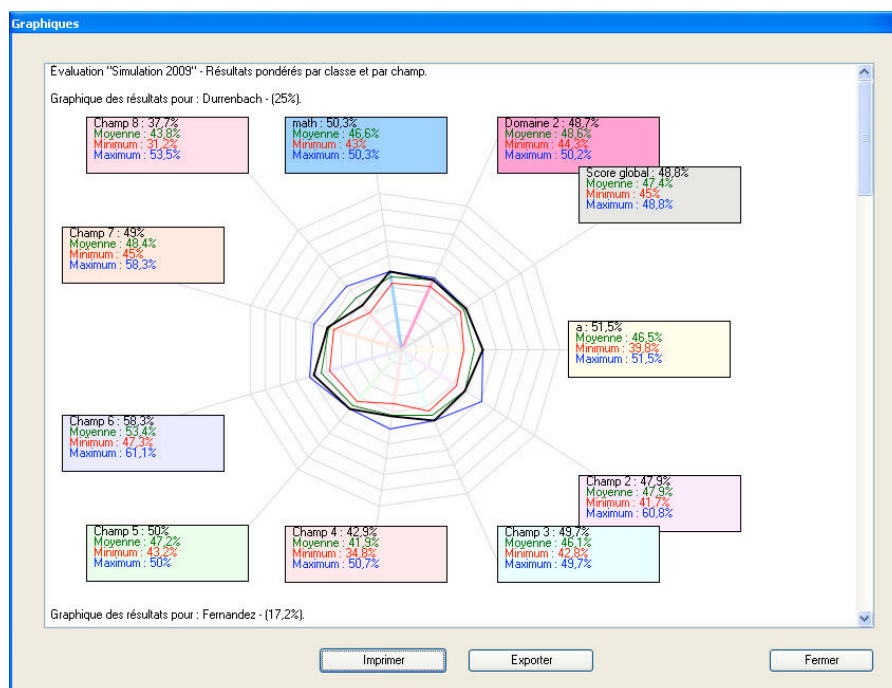 Graphiques
Évaluation "Simulation 2009" - Résultats pondérés par classe et par champ.
Graphique des résultats pour : Durrenbach - (25%).
Champ 8 : 37,7%
Moyenne : 43,8%
Minimum : 31,2%
Maximum : 53,5%
math : 50,3%
Moyenne : 46,6%
Minimum : 43%
Maximum : 50,3%
Domaine 2 : 48,7%
Moyenne : 48,6%
Minimum : 44,3%
Maximum : 50,2%
Score global : 48,8%
Moyenne : 47,4%
Minimum : 45%
Maximum : 48,8%
Champ 7 : 49%
Moyenne : 48,4%
Minimum : 45%
Maximum : 58,3%
a : 51,5%
Moyenne : 46,5%
Minimum : 39,8%
Maximum : 51,5%
Champ 6 : 58,3%
Moyenne : 53,4%
Minimum : 47,3%
Maximum : 61,1%
Champ 2 : 47,9%
Moyenne : 47,9%
Minimum : 41,7%
Maximum : 60,8%
Champ 5 : 50%
Moyenne : 47,2%
Minimum : 43,2%
Maximum : 50%
Champ 4 : 42,9%
Moyenne : 41,9%
Minimum : 34,8%
Maximum : 50,7%
Champ 3 : 49,7%
Moyenne : 46,1%
Minimum : 42,8%
Maximum : 49,7%
Graphique des résultats pour : Fernandez - (17,2%).
Imprimer
Exporter
Fermer